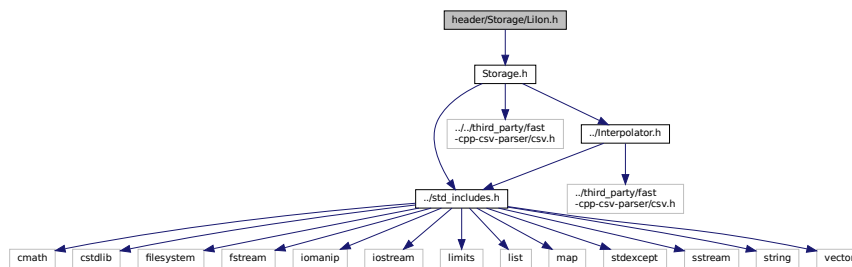 header/Storage/LiIon.h
Storage.h
../../third_party/fast
-cpp-csv-parser/csv.h
../Interpolator.h
../third_party/fast
-cpp-csv-parser/csv.h
../std_includes.h
cmath
cstdlib
filesystem
fstream
iomanip
iostream
limits
list
map
stdexcept
sstream
string
vector